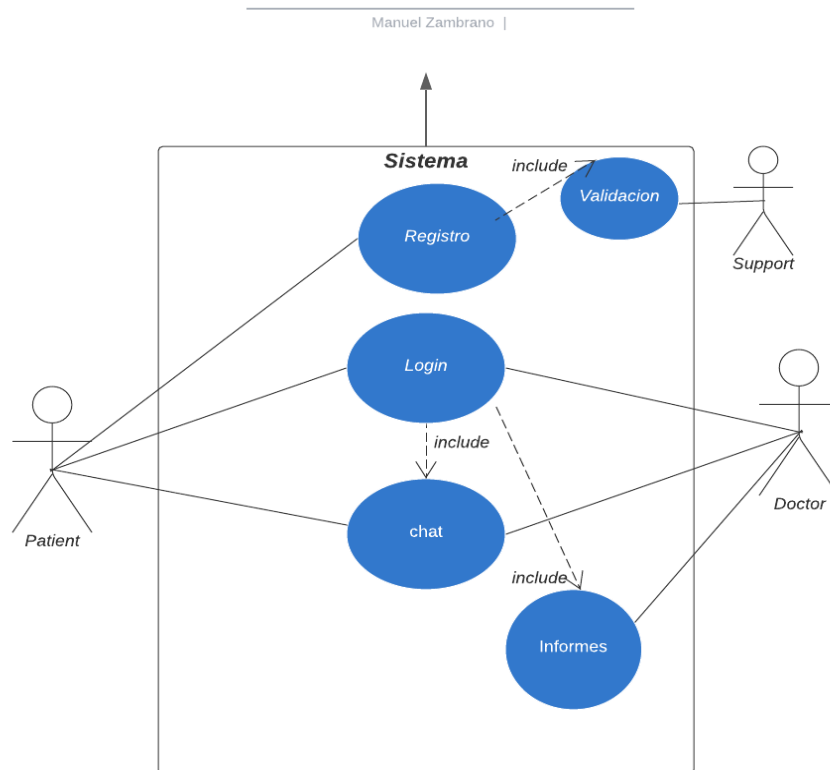 Manuel Zambrano |
Sistema
include
Validacion
Registro
Support
Login
include
Doctor
Patient
chat
include
Informes